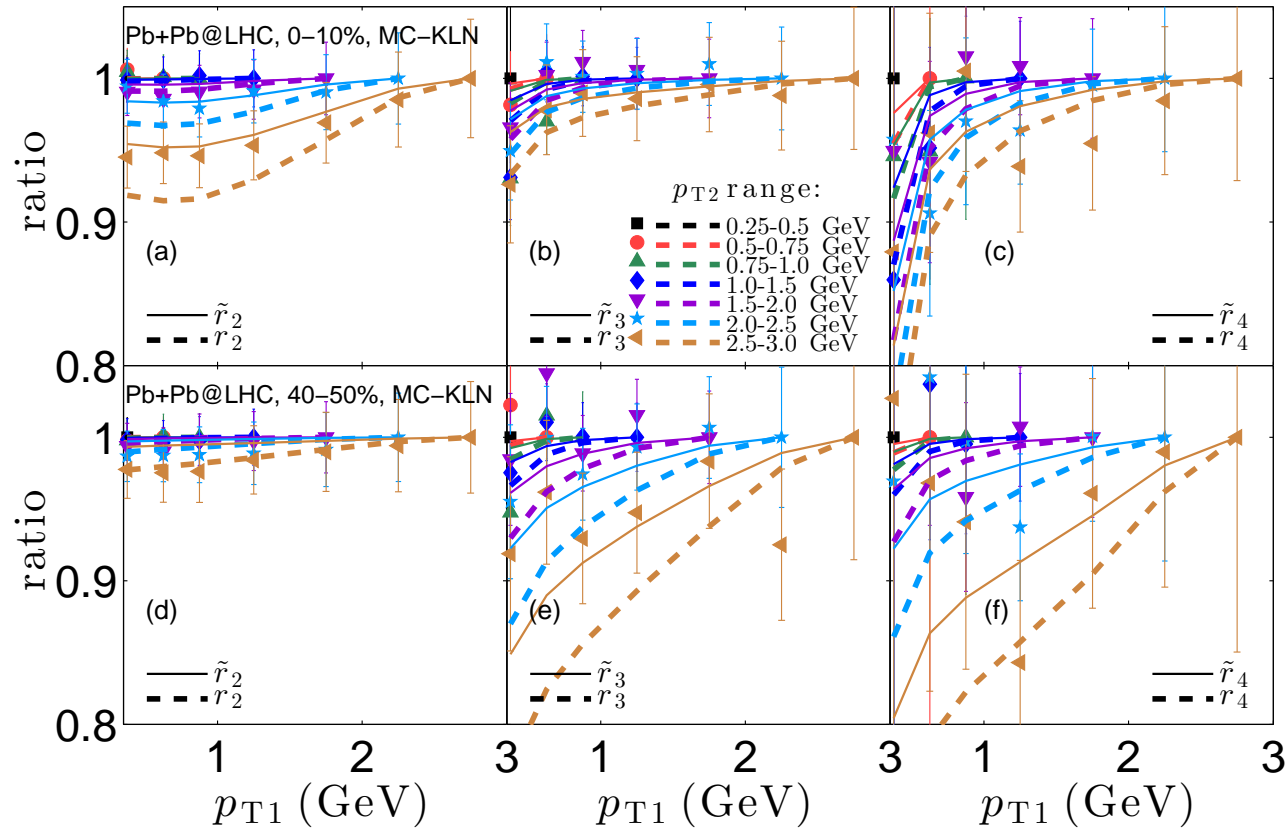 Pb+Pb@LHC, 0−10%, MC−KLN
ratio
1
0.9
0.8
(a)
r̃₂
r₂
(b)
p_T2 range:
0.25-0.5 GeV
0.5-0.75 GeV
0.75-1.0 GeV
1.0-1.5 GeV
1.5-2.0 GeV
2.0-2.5 GeV
2.5-3.0 GeV
r̃₃
r₃
(c)
r̃₄
r₄
Pb+Pb@LHC, 40−50%, MC−KLN
ratio
1
0.9
0.8
(d)
r̃₂
r₂
(e)
r̃₃
r₃
(f)
r̃₄
r₄
1 2 3 1 2 3 1 2 3
p_T1 (GeV) p_T1 (GeV) p_T1 (GeV)